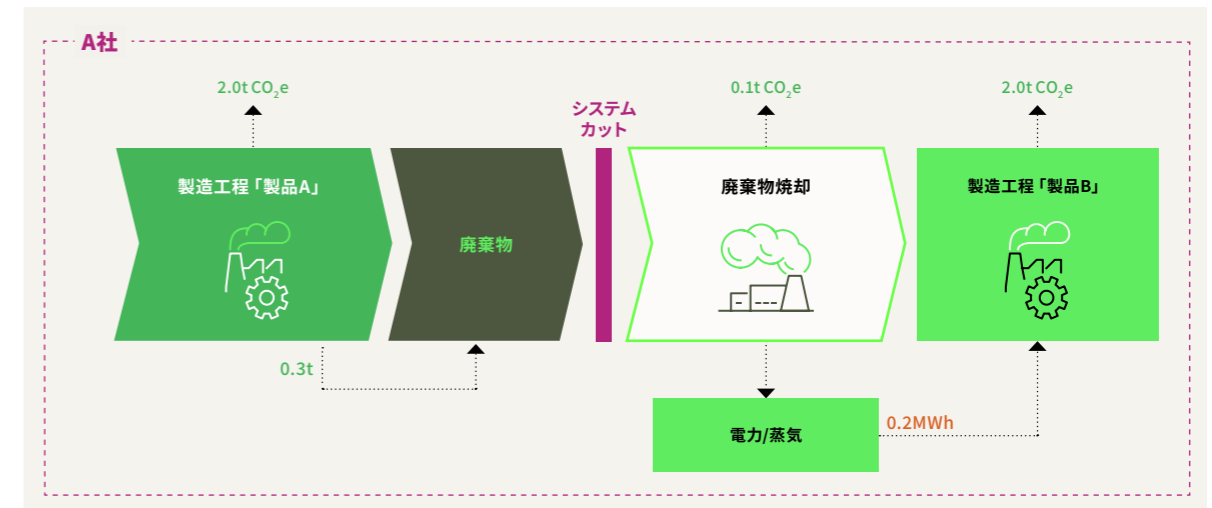 A社
2.0t CO₂e
0.1t CO₂e
2.0t CO₂e
システム
カット
製造工程「製品A」
廃棄物
廃棄物焼却
製造工程「製品B」
0.3t
電力/蒸気
0.2MWh